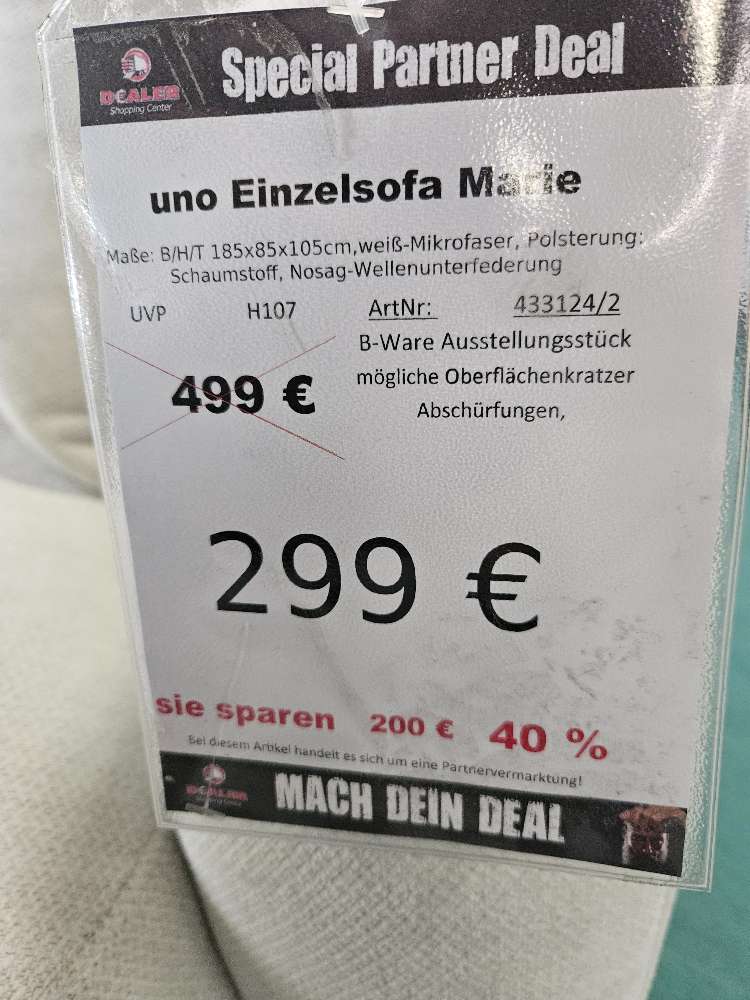 DEALER
Shopping Center
Special Partner Deal
uno Einzelsofa Marie
Maße: B/H/T 185x85x105cm,weiß-Mikrofaser, Polsterung:
Schaumstoff, Nosag-Wellenunterfederung
UVP H107 ArtNr: 433124/2
B-Ware Ausstellungsstück
499 € mögliche Oberflächenkratzer
Abschürfungen,
299 €
sie sparen 200 € 40 %
Bei diesem Artikel handelt es sich um eine Partnervermarktung!
DEALER
MACH DEIN DEAL